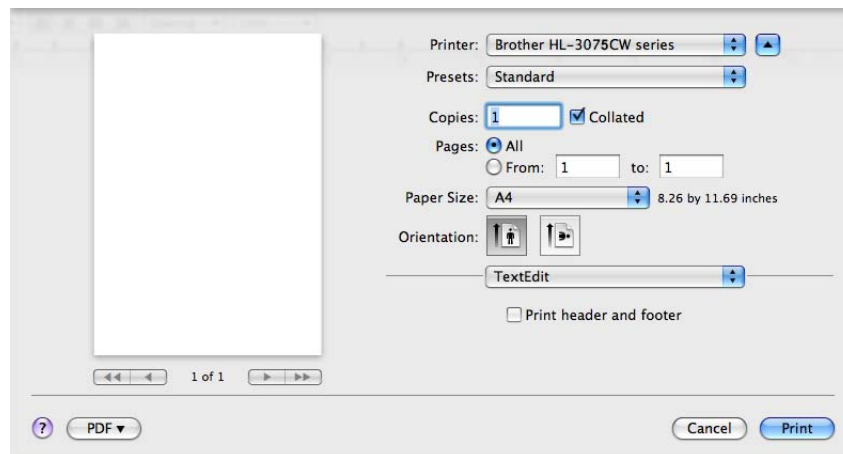 Printer: Brother HL-3075CW series
Presets: Standard
Copies: 1 Collated
Pages: All
From: 1 to: 1
Paper Size: A4 8.26 by 11.69 inches
Orientation:
TextEdit
Print header and footer
1 of 1
? PDF ▾ Cancel Print